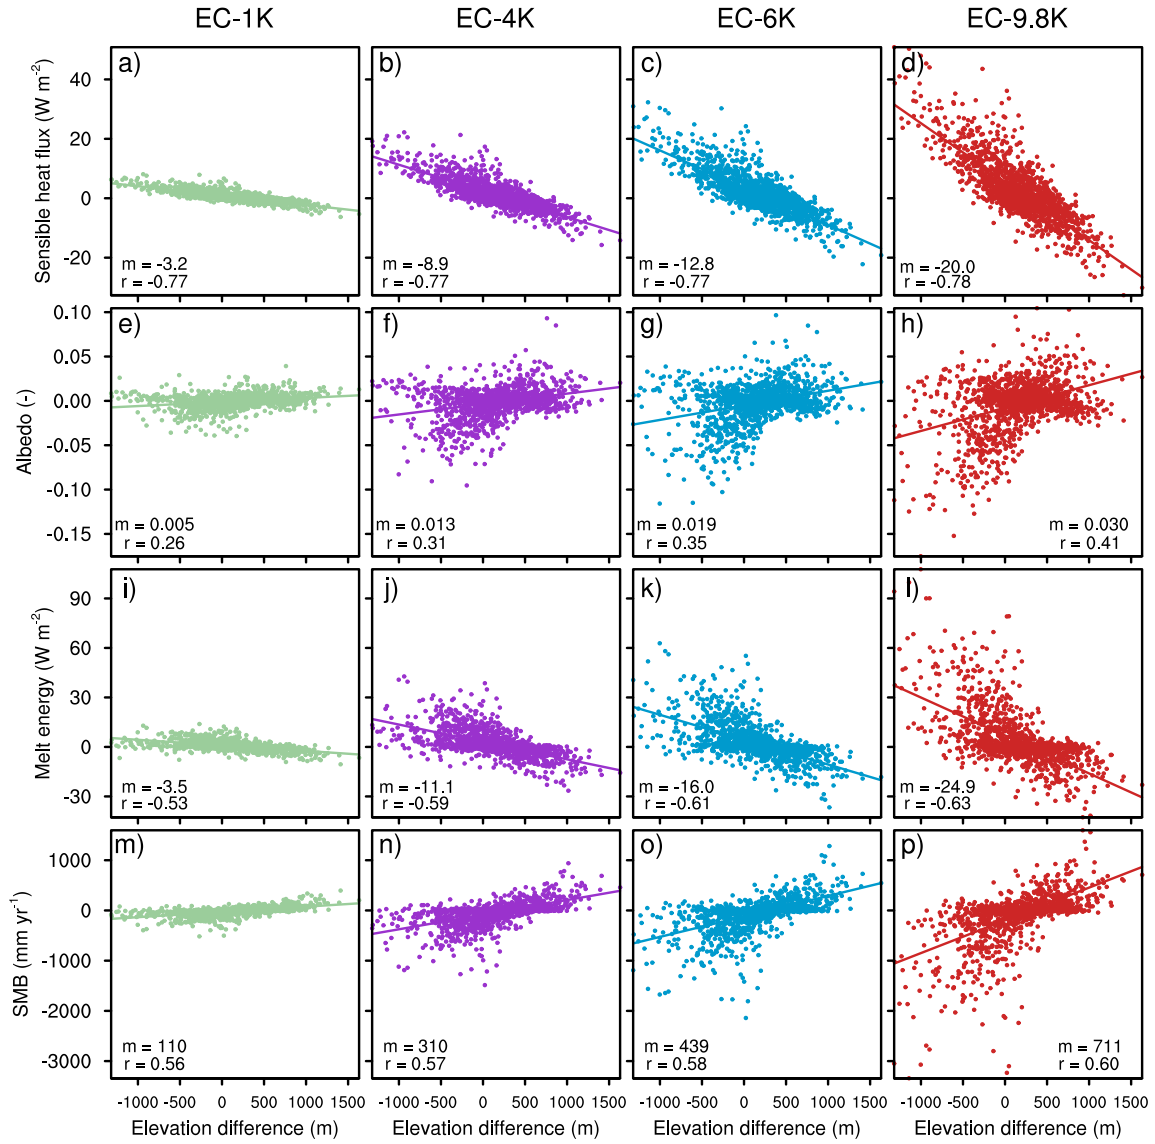 EC-1K EC-4K EC-6K EC-9.8K
a) b) c) d)
Sensible heat flux (W m⁻²)
40
20
0
-20
m = -3.2 m = -8.9 m = -12.8 m = -20.0
r = -0.77 r = -0.77 r = -0.77 r = -0.78
e) f) g) h)
Albedo (-)
0.10
0.05
0.00
-0.05
-0.10
-0.15
m = 0.005 m = 0.013 m = 0.019 m = 0.030
r = 0.26 r = 0.31 r = 0.35 r = 0.41
i) j) k) l)
Melt energy (W m⁻²)
90
60
30
0
-30
m = -3.5 m = -11.1 m = -16.0 m = -24.9
r = -0.53 r = -0.59 r = -0.61 r = -0.63
m) n) o) p)
SMB (mm yr⁻¹)
1000
0
-1000
-2000
-3000
m = 110 m = 310 m = 439 m = 711
r = 0.56 r = 0.57 r = 0.58 r = 0.60
-1000 -500 0 500 1000 1500 -1000 -500 0 500 1000 1500 -1000 -500 0 500 1000 1500 -1000 -500 0 500 1000 1500
Elevation difference (m) Elevation difference (m) Elevation difference (m) Elevation difference (m)